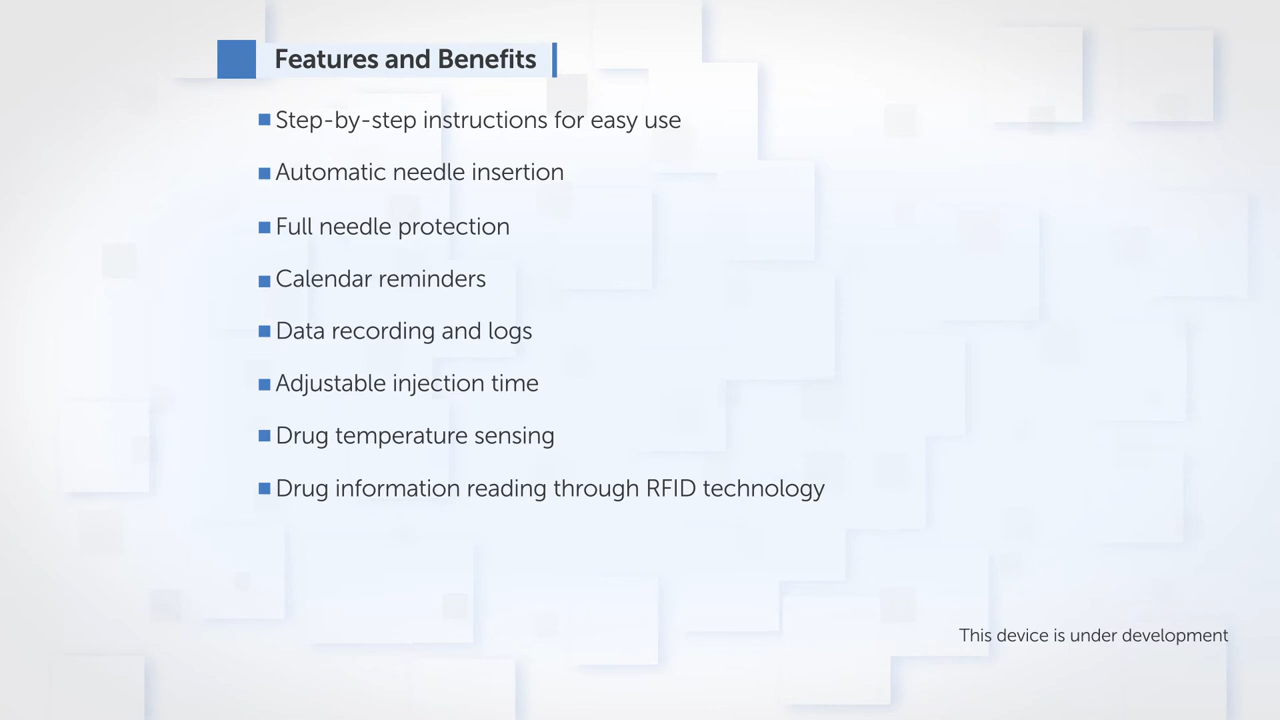 Features and Benefits
Step-by-step instructions for easy use
Automatic needle insertion
Full needle protection
Calendar reminders
Data recording and logs
Adjustable injection time
Drug temperature sensing
Drug information reading through RFID technology
This device is under development